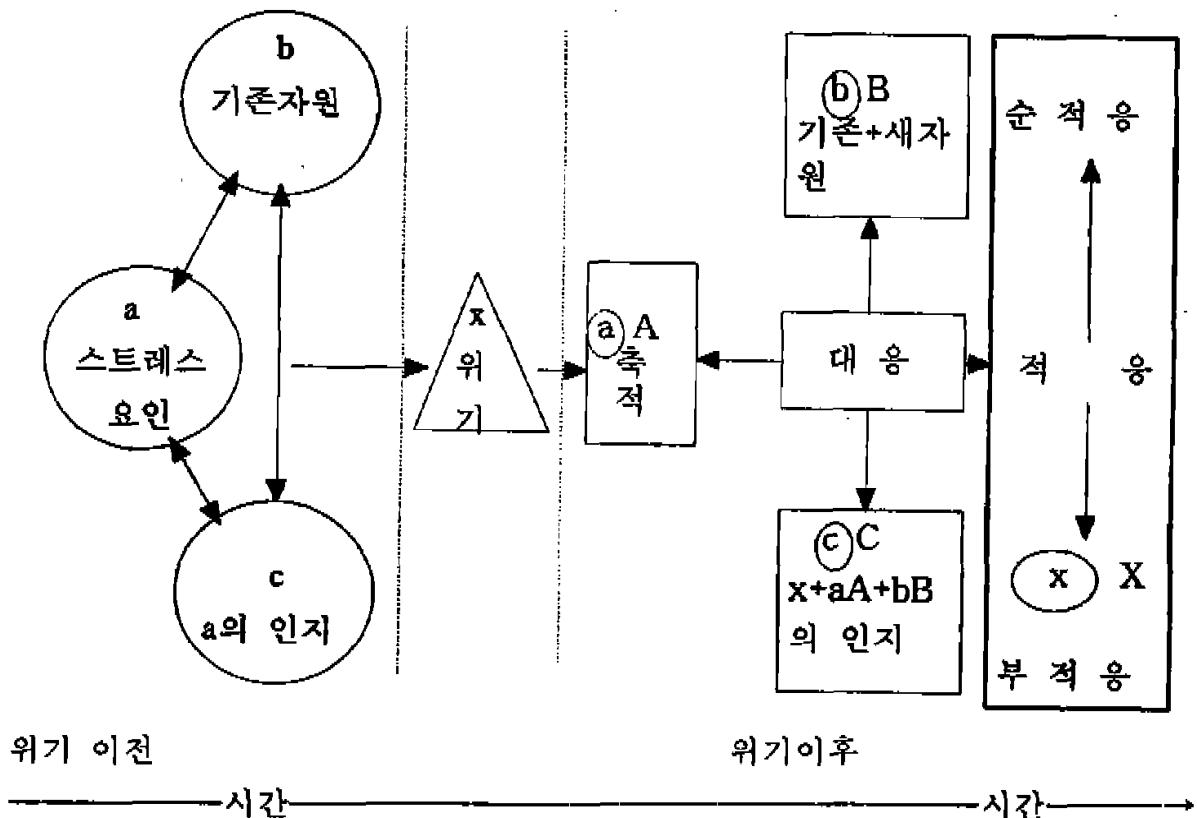 b
기존자원
a
스트레스
요인
c
a의 인지
x
위
기
a A
축
적
b B
기존+새자
원
대 응
c C
x+aA+bB
의 인지
순 적 응
적 응
x X
부 적 응
위기 이전
위기이후
시간
시간